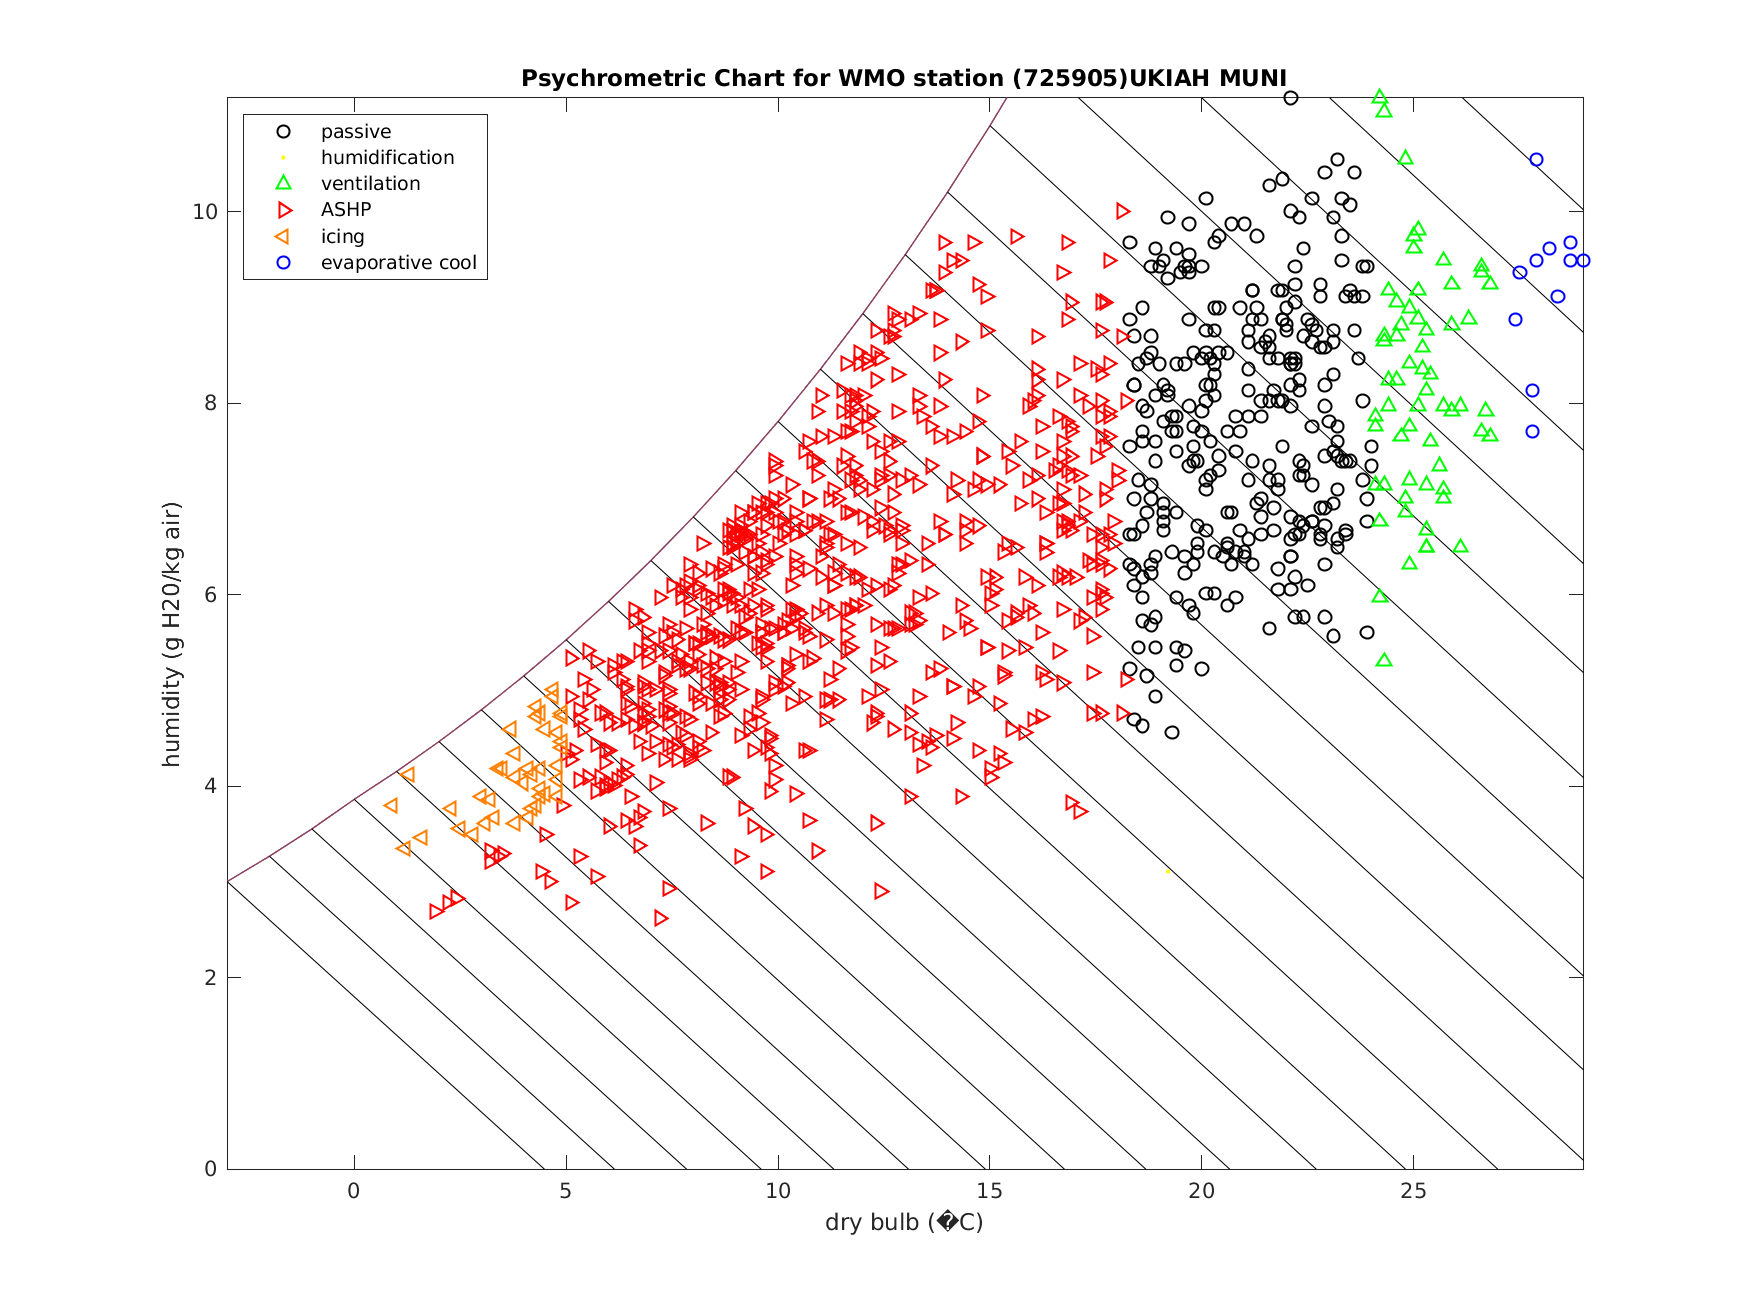 Psychrometric Chart for WMO station (725905)UKIAH MUNI
passive
humidification
ventilation
ASHP
icing
evaporative cool
humidity (g H20/kg air)
10
8
6
4
2
0
0 5 10 15 20 25
dry bulb (�C)